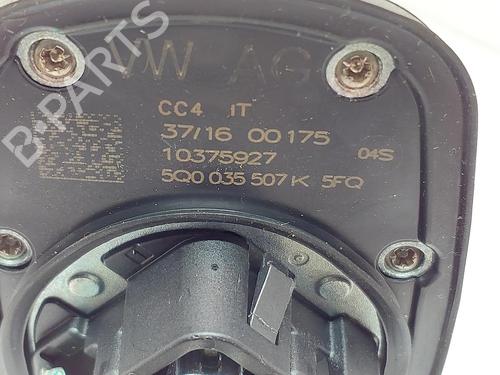 VW AG
CC4 IT
37/16 00175
10375927 04S
5Q0 035 507 K 5FQ
B-PARTS